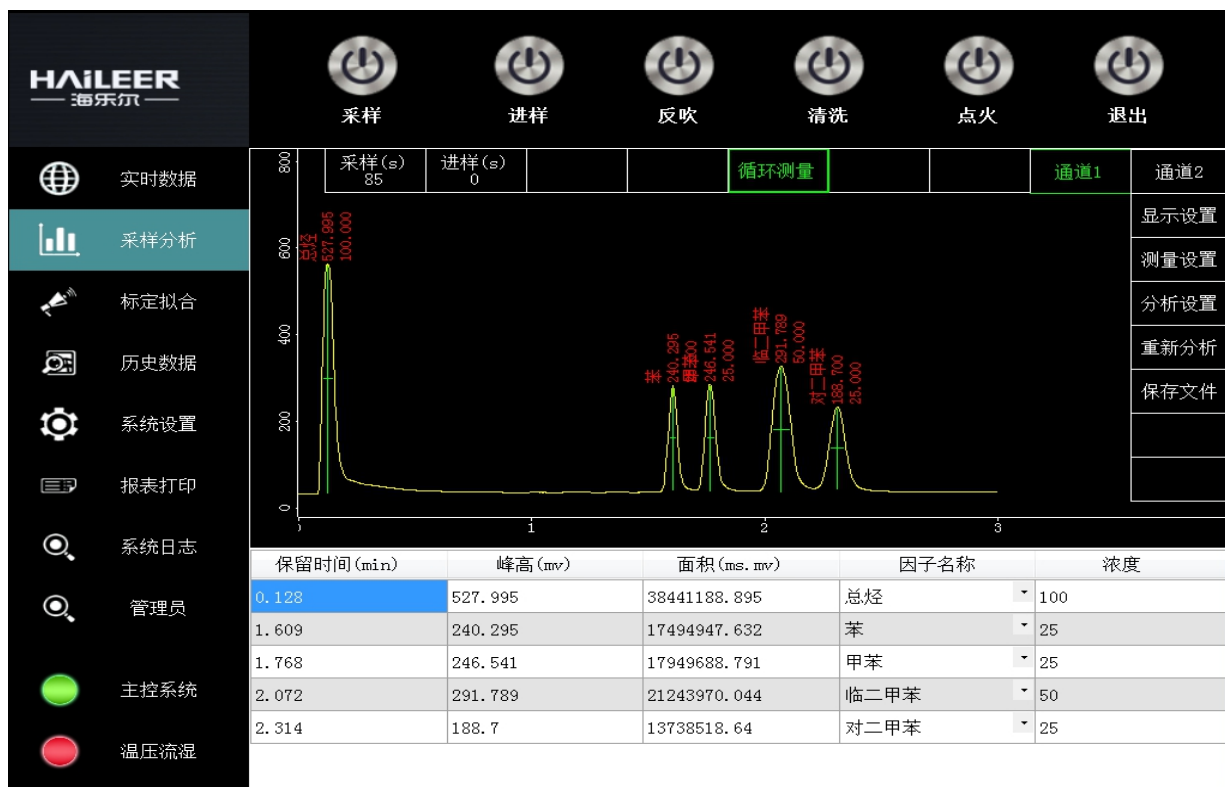 HAiLEER
海乐尔
采样
进样
反吹
清洗
点火
退出
实时数据
采样分析
标定拟合
历史数据
系统设置
报表打印
系统日志
管理员
主控系统
温压流湿
采样(s)
85
进样(s)
0
循环测量
通道1
通道2
显示设置
测量设置
分析设置
重新分析
保存文件
800
600
400
200
0
总烃
527.995
100.000
苯
240.295
246.541
25.000
临二甲苯
291.789
50.000
对二甲苯
188.700
25.000
1
2
3
保留时间(min) 峰高(mv) 面积(ms.mv) 因子名称 浓度
0.128 527.995 38441188.895 总烃 100
1.609 240.295 17494947.632 苯 25
1.768 246.541 17949688.791 甲苯 25
2.072 291.789 21243970.044 临二甲苯 50
2.314 188.7 13738518.64 对二甲苯 25